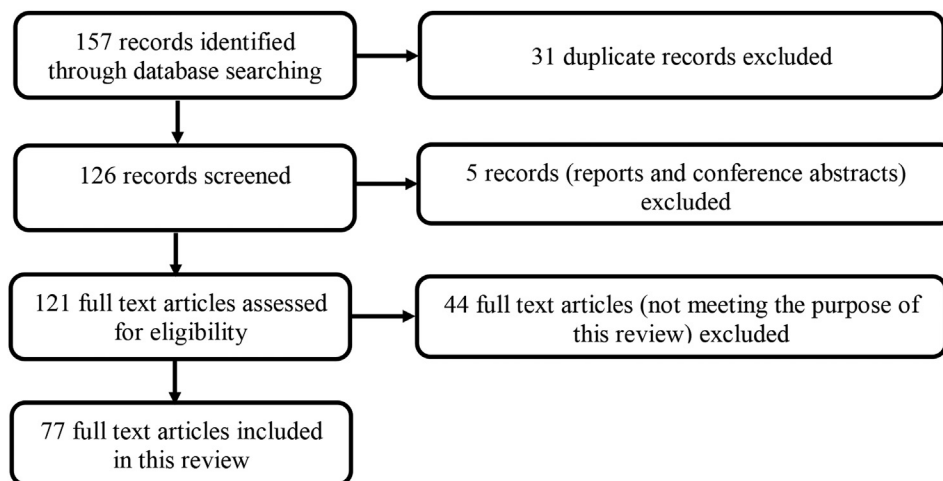 157 records identified
through database searching
31 duplicate records excluded
126 records screened
5 records (reports and conference abstracts)
excluded
121 full text articles assessed
for eligibility
44 full text articles (not meeting the purpose of
this review) excluded
77 full text articles included
in this review